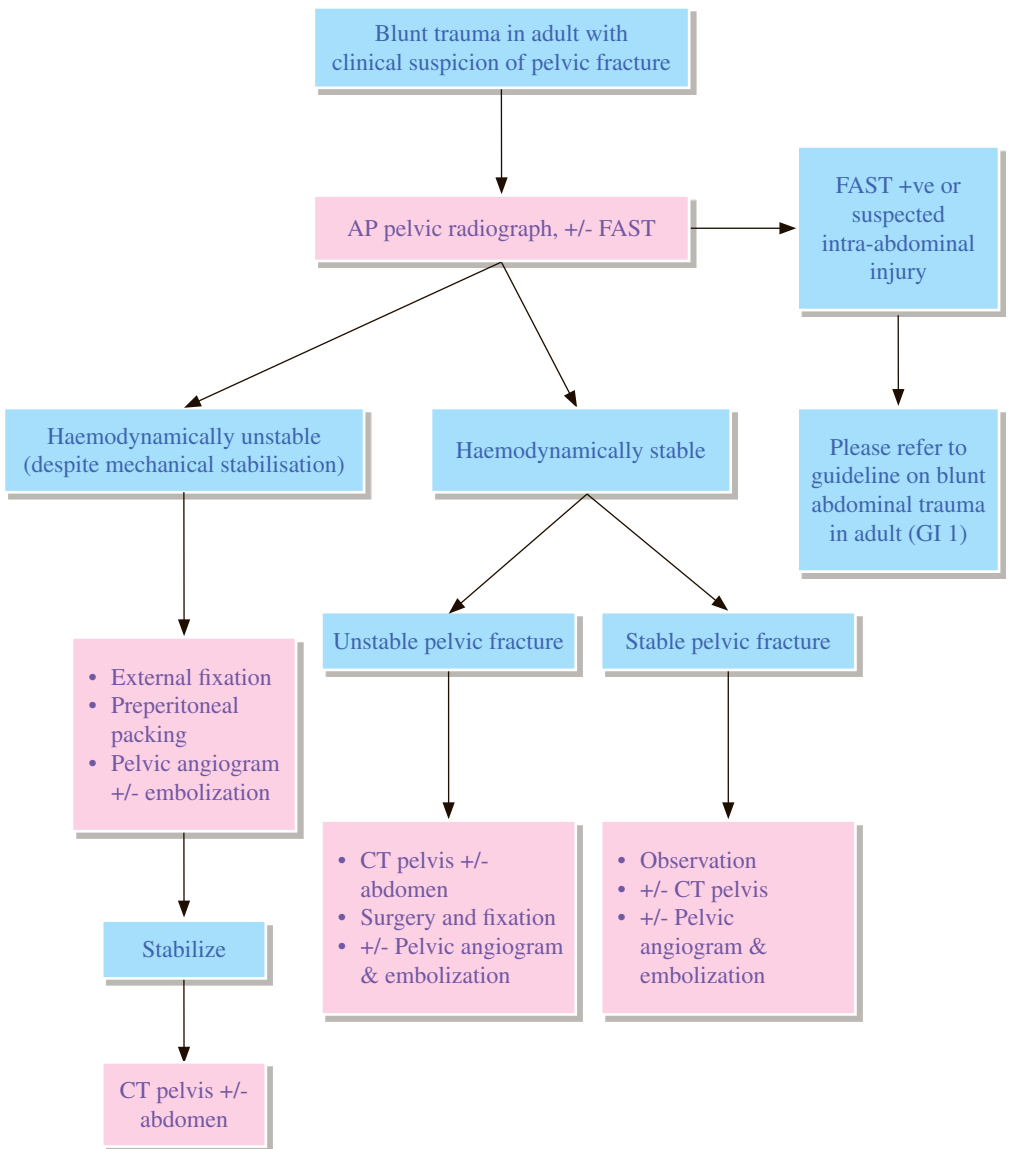 Blunt trauma in adult with
clinical suspicion of pelvic fracture
AP pelvic radiograph, +/- FAST
FAST +ve or
suspected
intra-abdominal
injury
Please refer to
guideline on blunt
abdominal trauma
in adult (GI 1)
Haemodynamically unstable
(despite mechanical stabilisation)
Haemodynamically stable
Unstable pelvic fracture
Stable pelvic fracture
• External fixation
• Preperitoneal
packing
• Pelvic angiogram
+/- embolization
• CT pelvis +/-
abdomen
• Surgery and fixation
• +/- Pelvic angiogram
& embolization
• Observation
• +/- CT pelvis
• +/- Pelvic
angiogram &
embolization
Stabilize
CT pelvis +/-
abdomen